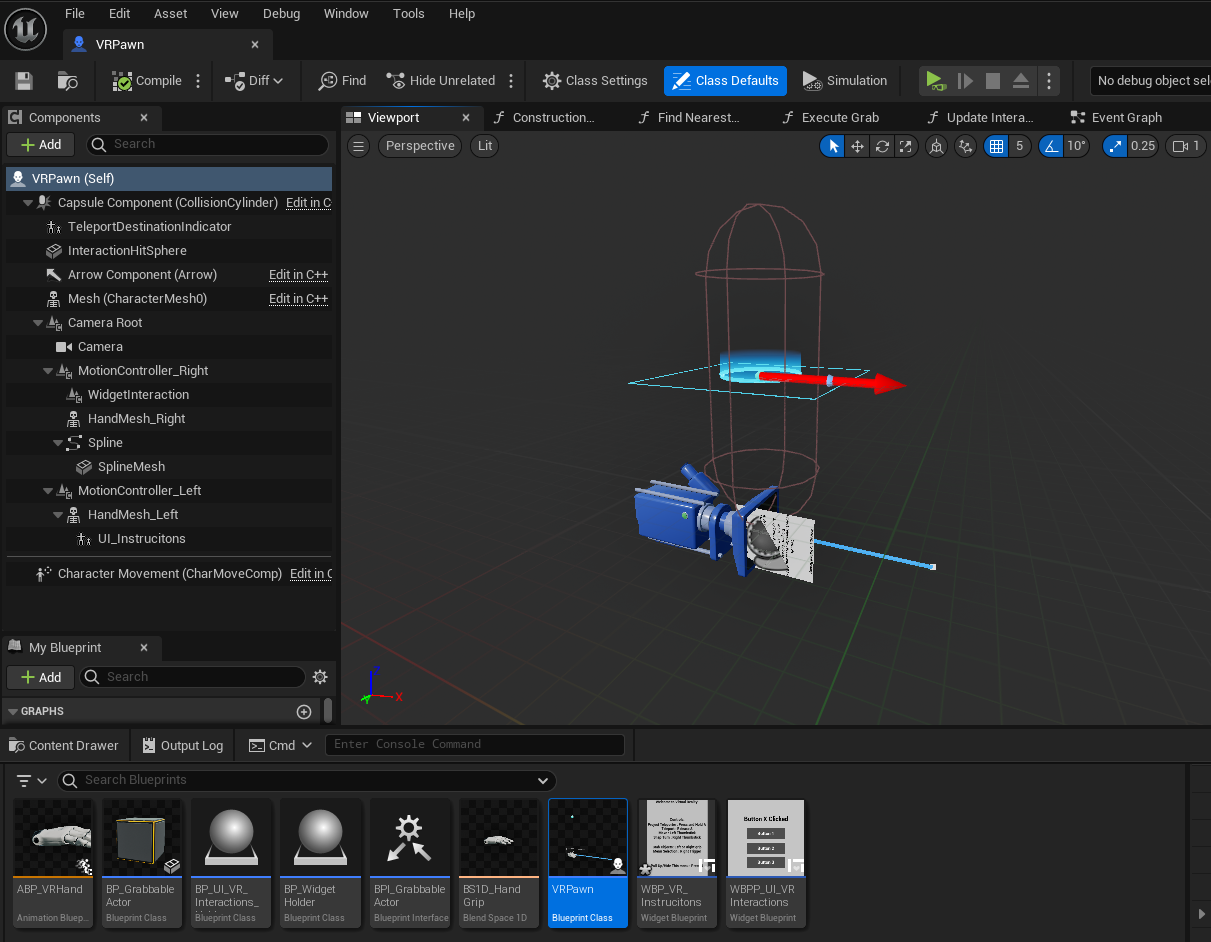 File Edit Asset View Debug Window Tools Help
VRPawn
Compile Diff Find Hide Unrelated Class Settings Class Defaults Simulation No debug object sel
Components
Viewport Construction... Find Nearest... Execute Grab Update Intera... Event Graph
Add Search
Perspective Lit 5 10° 0.25 1
VRPawn (Self)
Capsule Component (CollisionCylinder) Edit in C
TeleportDestinationIndicator
InteractionHitSphere
Arrow Component (Arrow) Edit in C++
Mesh (CharacterMesh0) Edit in C++
Camera Root
Camera
MotionController_Right
WidgetInteraction
HandMesh_Right
Spline
SplineMesh
MotionController_Left
HandMesh_Left
UI_Instrucitons
Character Movement (CharMoveComp) Edit in C
My Blueprint
Add Search
Z
X
Y
GRAPHS
Content Drawer Output Log Cmd Enter Console Command
Search Blueprints
Button X Clicked
Button 1
Button 2
Button 3
ABP_VRHand
Animation Bluep...
BP_Grabbable
Actor
Blueprint Class
BP_UI_VR_
Interactions_
Blueprint Class
BP_Widget
Holder
Blueprint Class
BPI_Grabbable
Actor
Blueprint Interface
BS1D_Hand
Grip
Blend Space 1D
VRPawn
Blueprint Class
WBP_VR_
Instrucitons
Widget Blueprint
WBPP_UI_VR
Interactions
Widget Blueprint